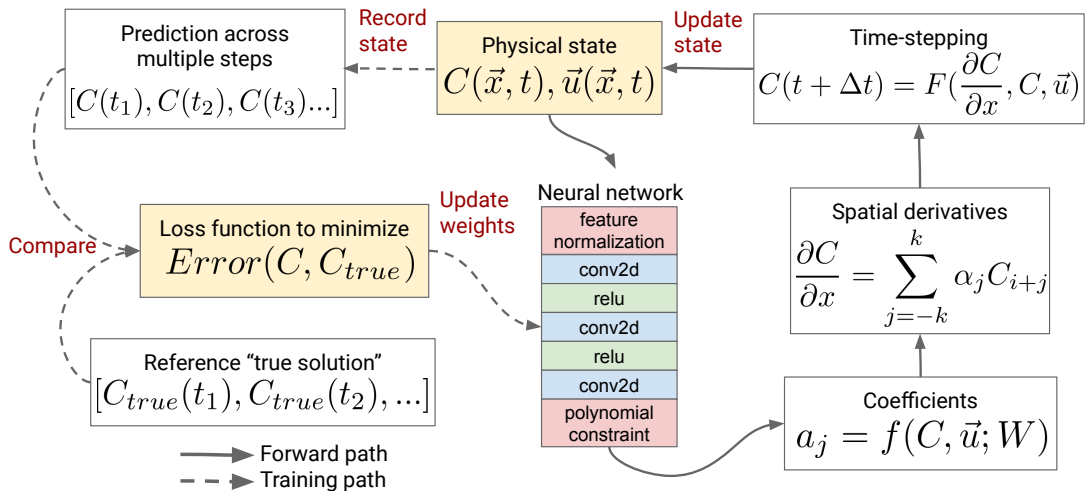 Prediction across
multiple steps
[C(t₁), C(t₂), C(t₃)...]
Record
state
Physical state
C(x⃗, t), u⃗(x⃗, t)
Update
state
Time-stepping
C(t + Δt) = F(∂C/∂x, C, u⃗)
Compare
Loss function to minimize
Error(C, C_true)
Update
weights
Neural network
feature
normalization
conv2d
relu
conv2d
relu
conv2d
polynomial
constraint
Spatial derivatives
∂C/∂x = ∑_{j=-k}^{k} α_j C_{i+j}
Reference “true solution”
[C_true(t₁), C_true(t₂), ...]
Coefficients
a_j = f(C, u⃗; W)
Forward path
Training path